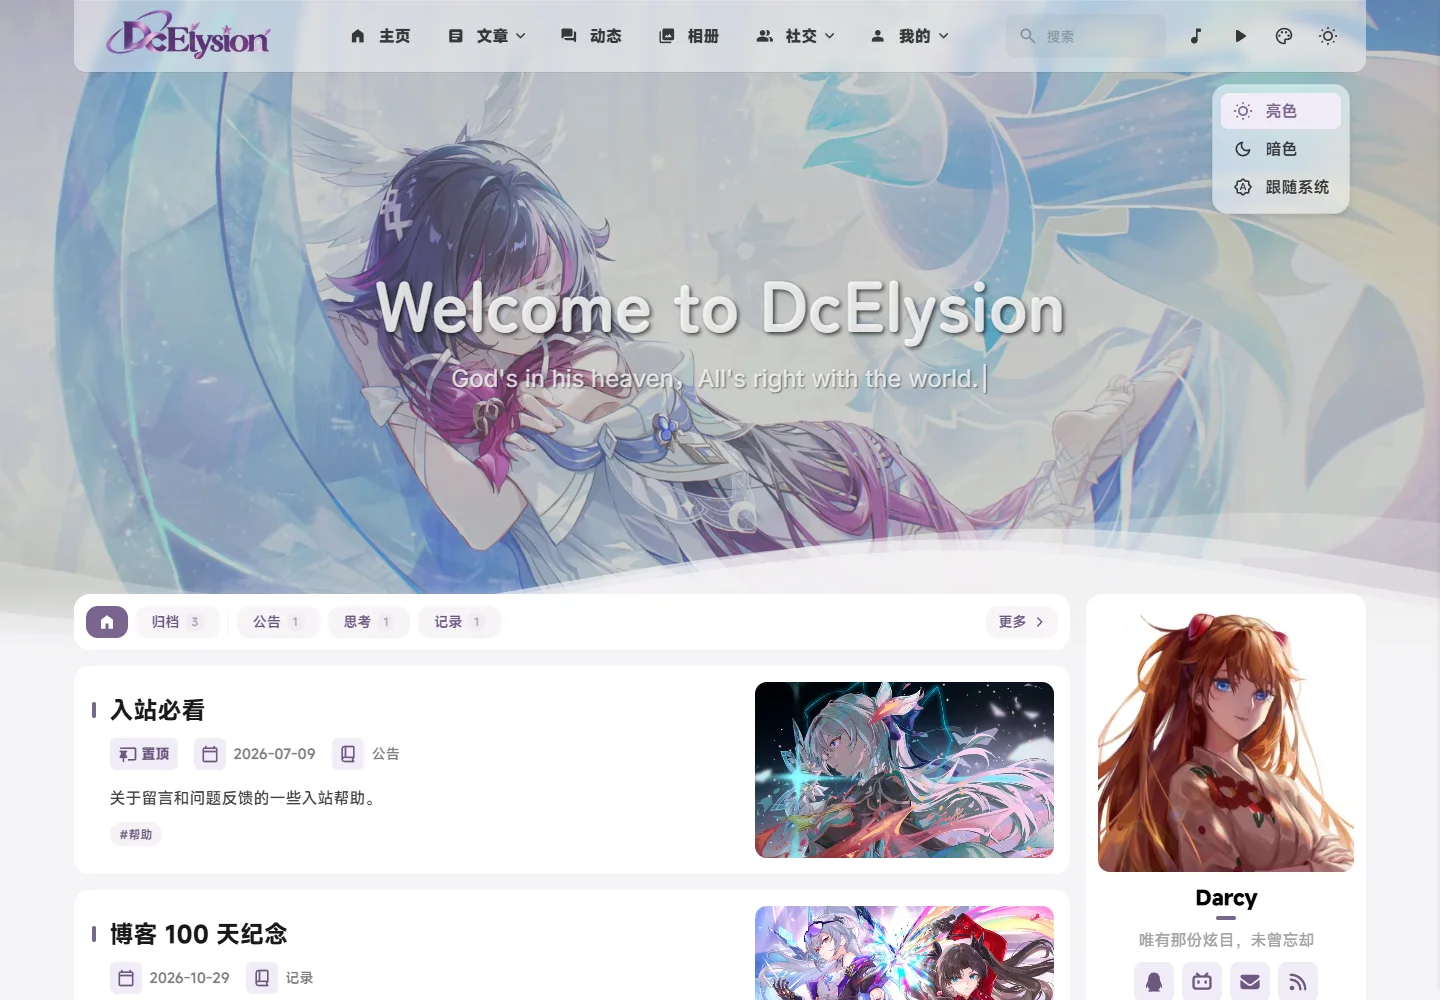 DcElysion
主页
文章
动态
相册
社交
我的
搜索
亮色
暗色
跟随系统
Welcome to DcElysion
God's in his heaven，All's right with the world.|
归档 3
公告 1
思考 1
记录 1
更多
入站必看
置顶 2026-07-09 公告
关于留言和问题反馈的一些入站帮助。
#帮助
博客 100 天纪念
2026-10-29 记录
Darcy
唯有那份炫目，未曾忘却